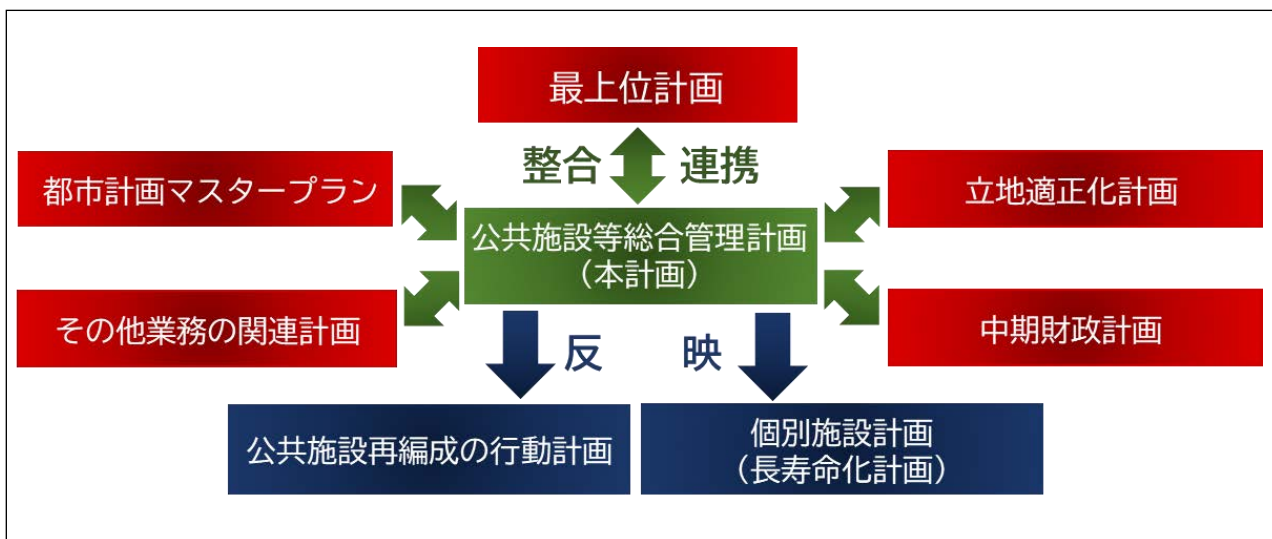 最上位計画
整合 連携
都市計画マスタープラン
立地適正化計画
公共施設等総合管理計画
（本計画）
その他業務の関連計画
中期財政計画
反 映
公共施設再編成の行動計画
個別施設計画
（長寿命化計画）